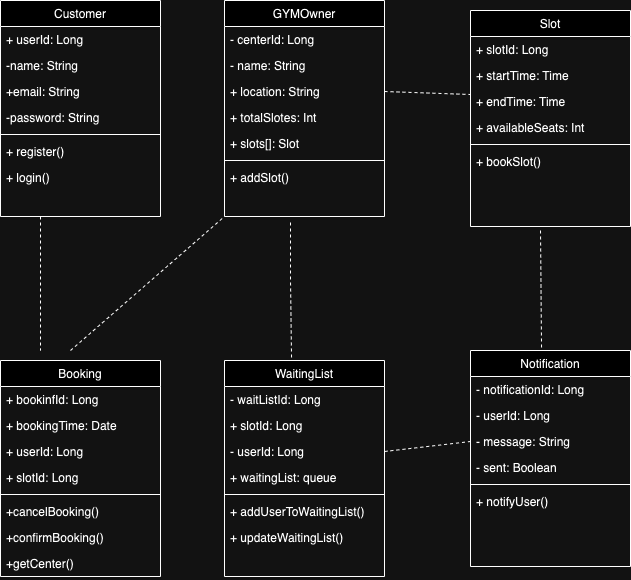 Customer
+ userId: Long
-name: String
+email: String
-password: String
+ register()
+ login()
GYMOwner
- centerId: Long
- name: String
+ location: String
+ totalSlotes: Int
+ slots[]: Slot
+ addSlot()
Slot
+ slotId: Long
+ startTime: Time
+ endTime: Time
+ availableSeats: Int
+ bookSlot()
Booking
+ bookinfId: Long
+ bookingTime: Date
+ userId: Long
+ slotId: Long
+cancelBooking()
+confirmBooking()
+getCenter()
WaitingList
- waitListId: Long
+ slotId: Long
- userId: Long
+ waitingList: queue
+ addUserToWaitingList()
+ updateWaitingList()
Notification
- notificationId: Long
- userId: Long
- message: String
- sent: Boolean
+ notifyUser()